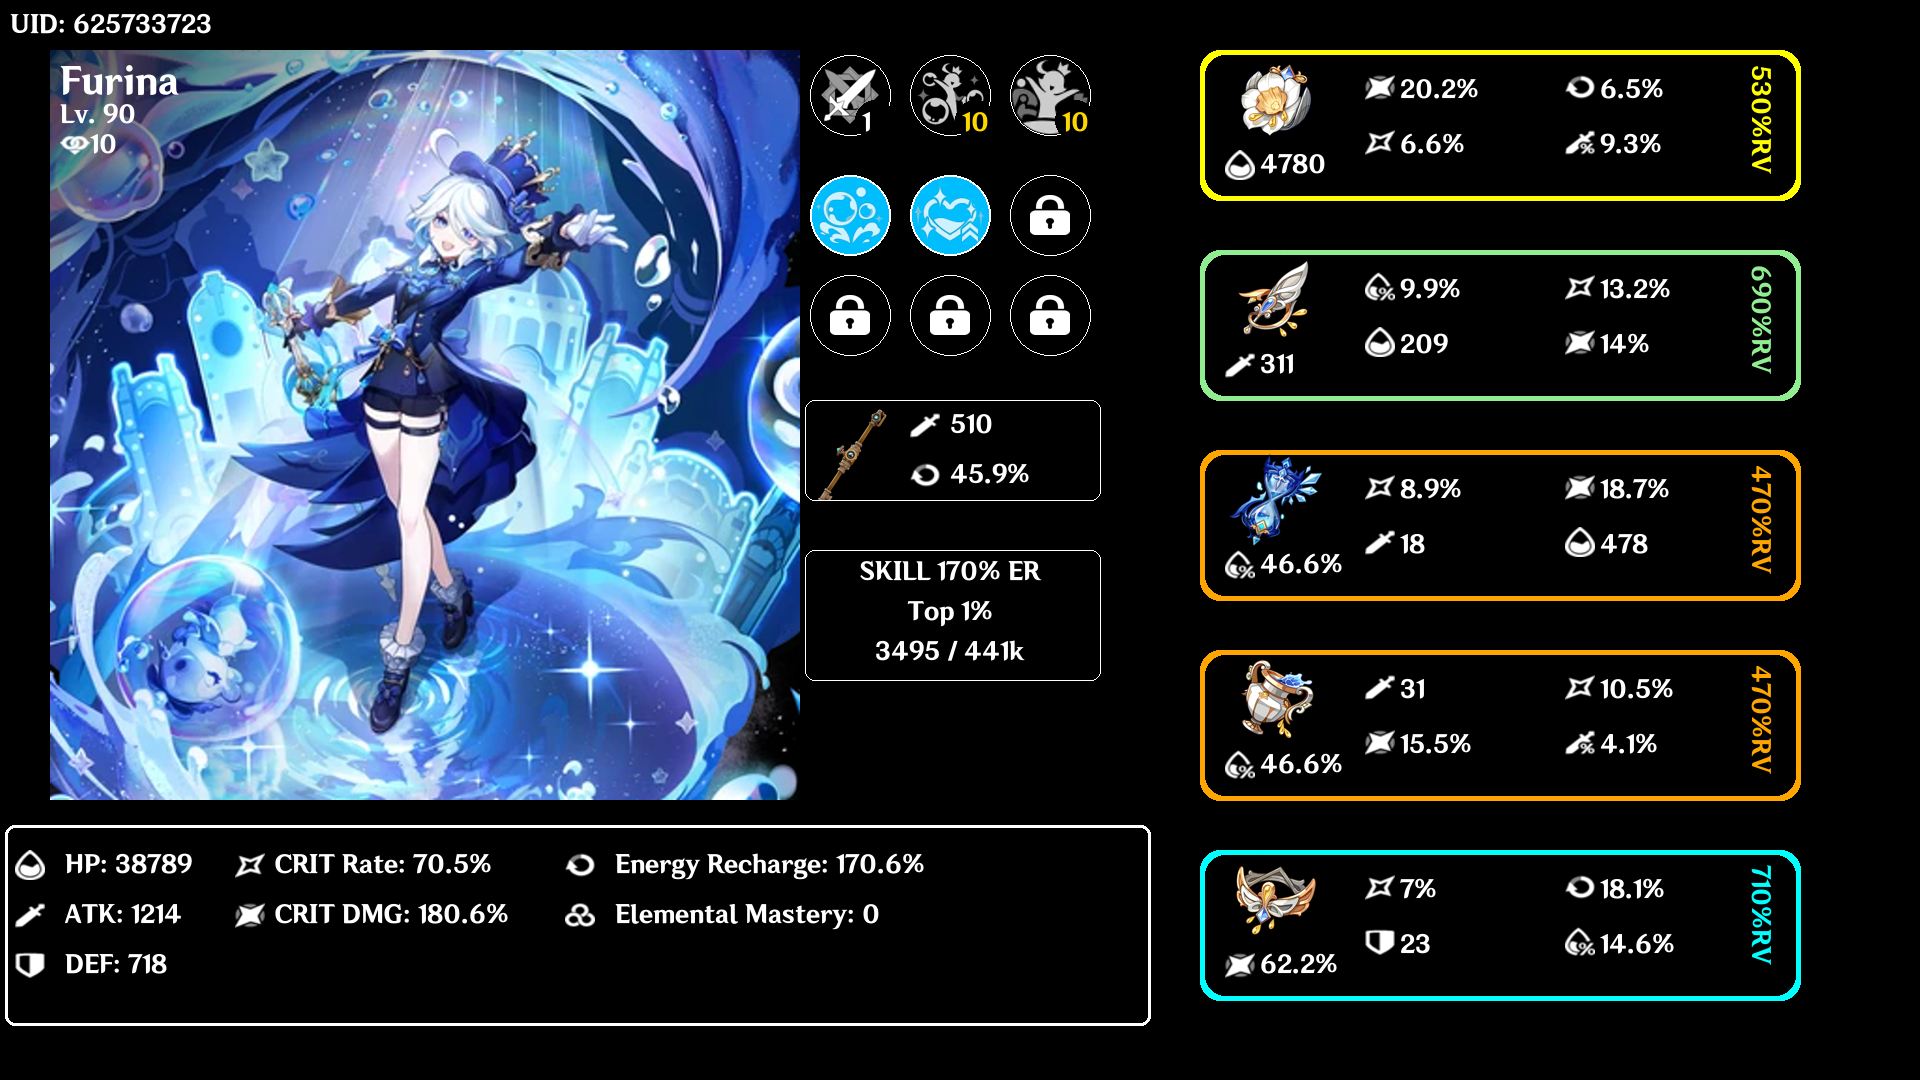 UID: 625733723
Furina
Lv. 90
10
1
10
10
510
45.9%
SKILL 170% ER
Top 1%
3495 / 441k
4780
20.2%
6.5%
6.6%
9.3%
530%RV
311
9.9%
13.2%
209
14%
690%RV
46.6%
8.9%
18.7%
18
478
470%RV
46.6%
31
10.5%
15.5%
4.1%
470%RV
62.2%
7%
18.1%
23
14.6%
710%RV
HP: 38789
CRIT Rate: 70.5%
Energy Recharge: 170.6%
ATK: 1214
CRIT DMG: 180.6%
Elemental Mastery: 0
DEF: 718